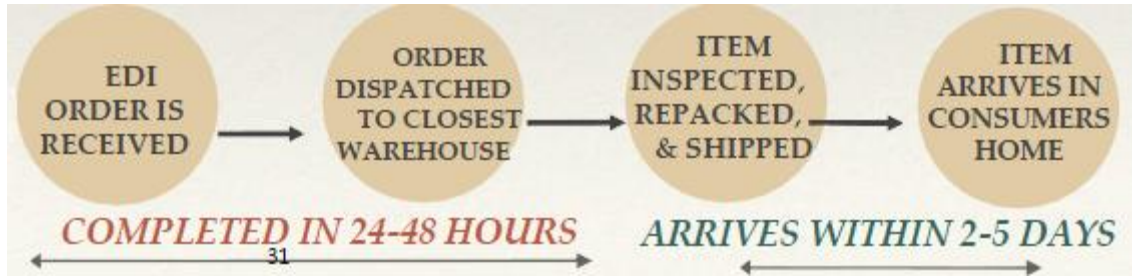 EDI
ORDER IS
RECEIVED
ORDER
DISPATCHED
TO CLOSEST
WAREHOUSE
ITEM
INSPECTED,
REPACKED,
& SHIPPED
ITEM
ARRIVES IN
CONSUMERS
HOME
COMPLETED IN 24-48 HOURS
ARRIVES WITHIN 2-5 DAYS
31